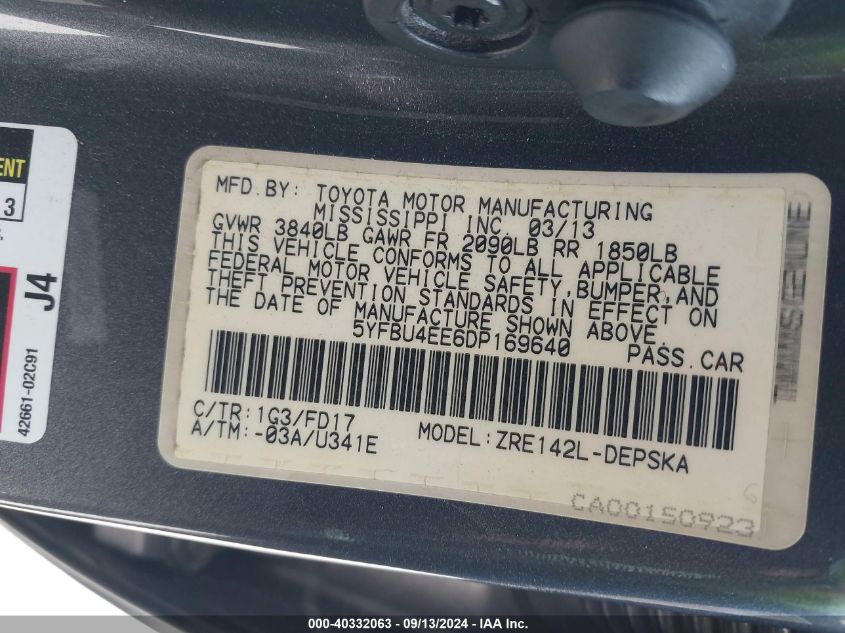 ENT
13
J4
42661-02C91
MFD.BY: TOYOTA MOTOR MANUFACTURING
MISSISSIPPI INC. 03/13
GVWR 3840LB GAWR FR 2090LB RR 1850LB
THIS VEHICLE CONFORMS TO ALL APPLICABLE
FEDERAL MOTOR VEHICLE SAFETY,BUMPER,AND
THEFT PREVENTION STANDARDS IN EFFECT ON
THE DATE OF MANUFACTURE SHOWN ABOVE.
5YFBU4EE6DP169640 PASS.CAR
C/TR:1G3/FD17
A/TM:-03A/U341E MODEL:ZRE142L-DEPSKA
CA00150923
000-40332063 - 09/13/2024 - IAA Inc.